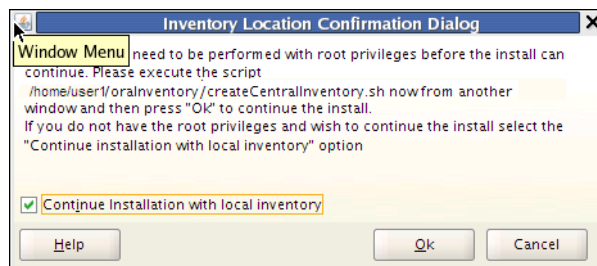 Inventory Location Confirmation Dialog
Window Menu
need to be performed with root privileges before the install can
continue. Please execute the script
/home/user1/oraInventory/createCentralInventory.sh now from another
window and then press "Ok" to continue the install.
If you do not have the root privileges and wish to continue the install select the
"Continue installation with local inventory" option
Continue Installation with local inventory
Help
Ok
Cancel